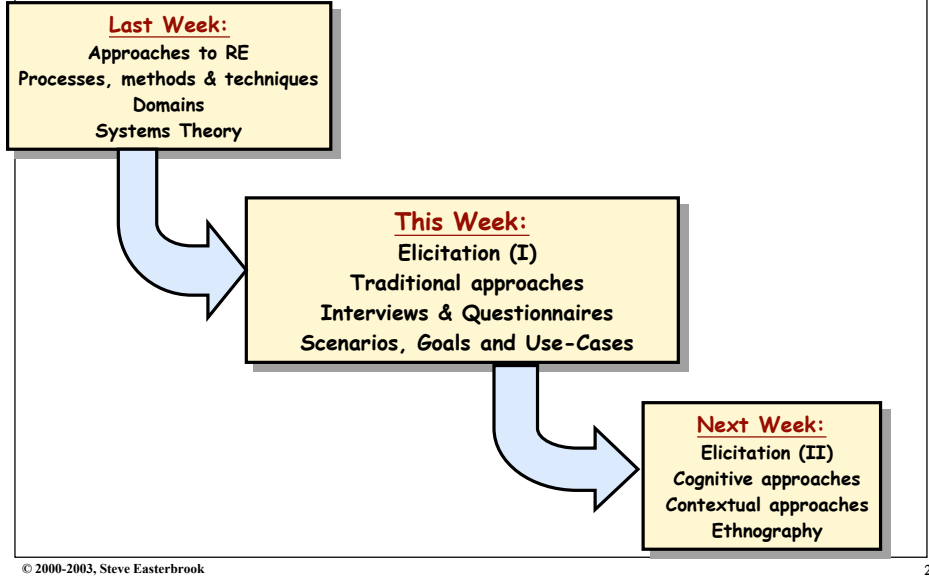 Last Week:
Approaches to RE
Processes, methods & techniques
Domains
Systems Theory
This Week:
Elicitation (I)
Traditional approaches
Interviews & Questionnaires
Scenarios, Goals and Use-Cases
Next Week:
Elicitation (II)
Cognitive approaches
Contextual approaches
Ethnography
© 2000-2003, Steve Easterbrook
2